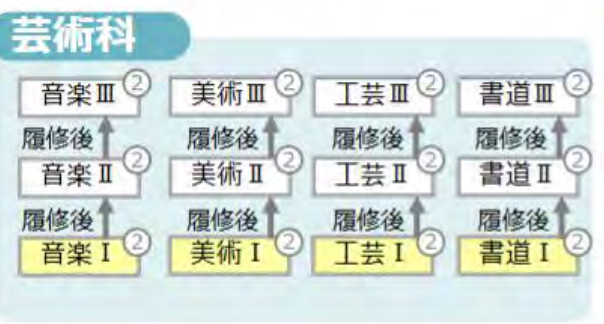 芸術科
音楽Ⅲ ② 美術Ⅲ ② 工芸Ⅲ ② 書道Ⅲ ②
履修後 履修後 履修後 履修後
音楽Ⅱ ② 美術Ⅱ ② 工芸Ⅱ ② 書道Ⅱ ②
履修後 履修後 履修後 履修後
音楽Ⅰ ② 美術Ⅰ ② 工芸Ⅰ ② 書道Ⅰ ②